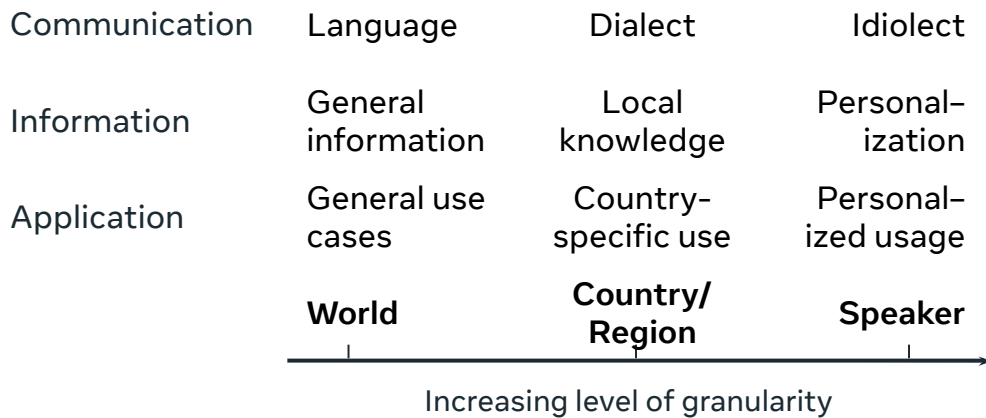 Communication Language Dialect Idiolect
Information General information Local knowledge Personal–ization
Application General use cases Country-specific use Personal–ized usage
World Country/Region Speaker
Increasing level of granularity